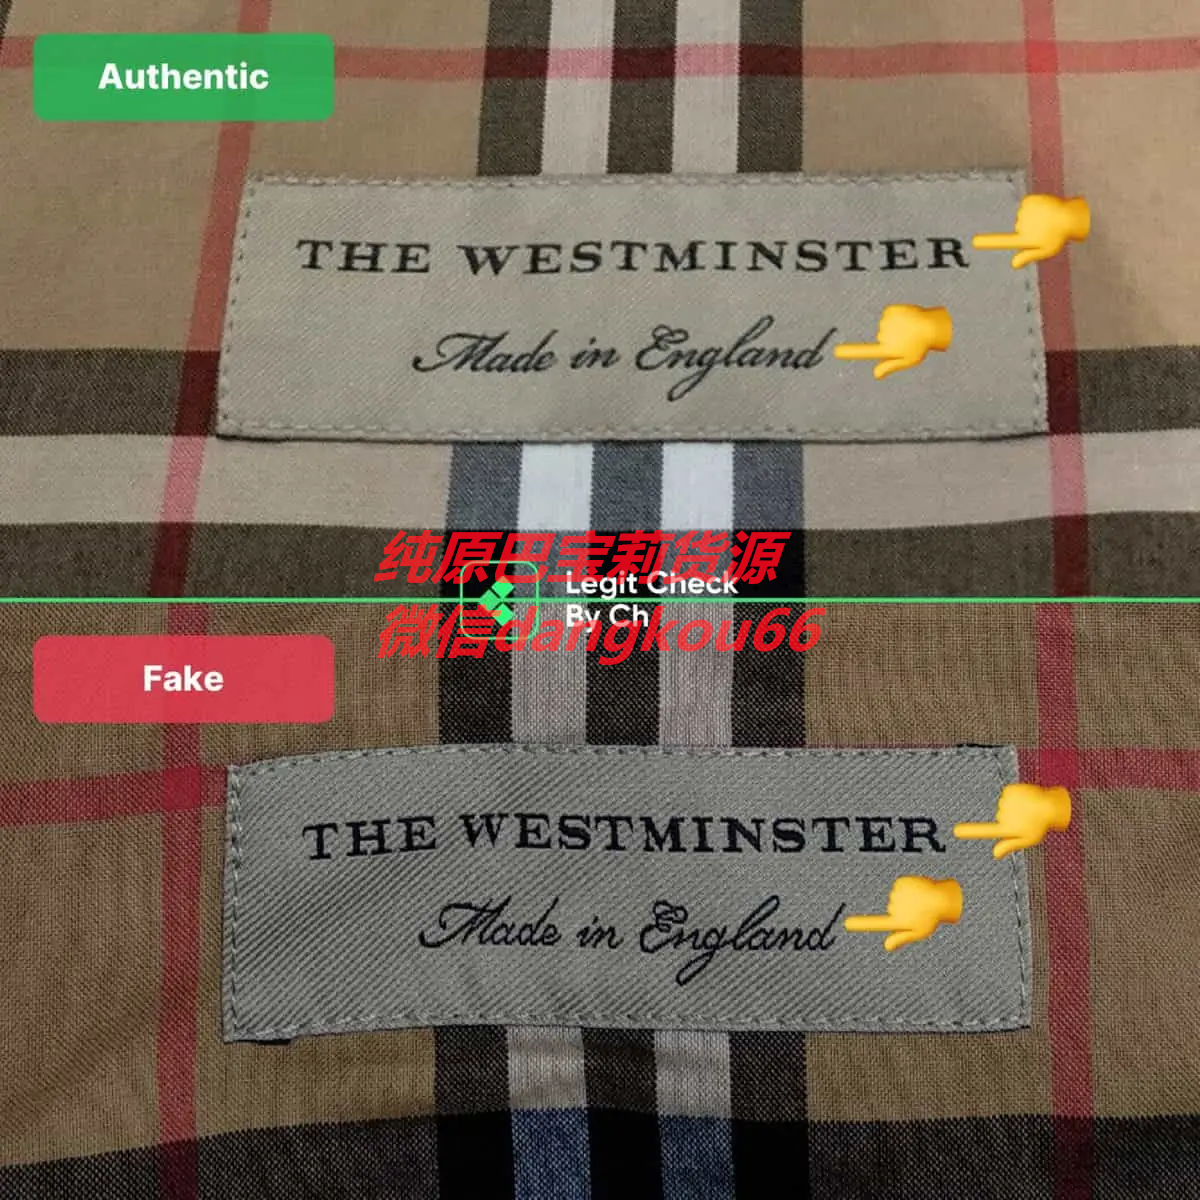 Authentic
THE WESTMINSTER
Made in England
纯原巴宝莉货源
Legit Check
By Ch
微信dangkou66
Fake
THE WESTMINSTER
Made in England